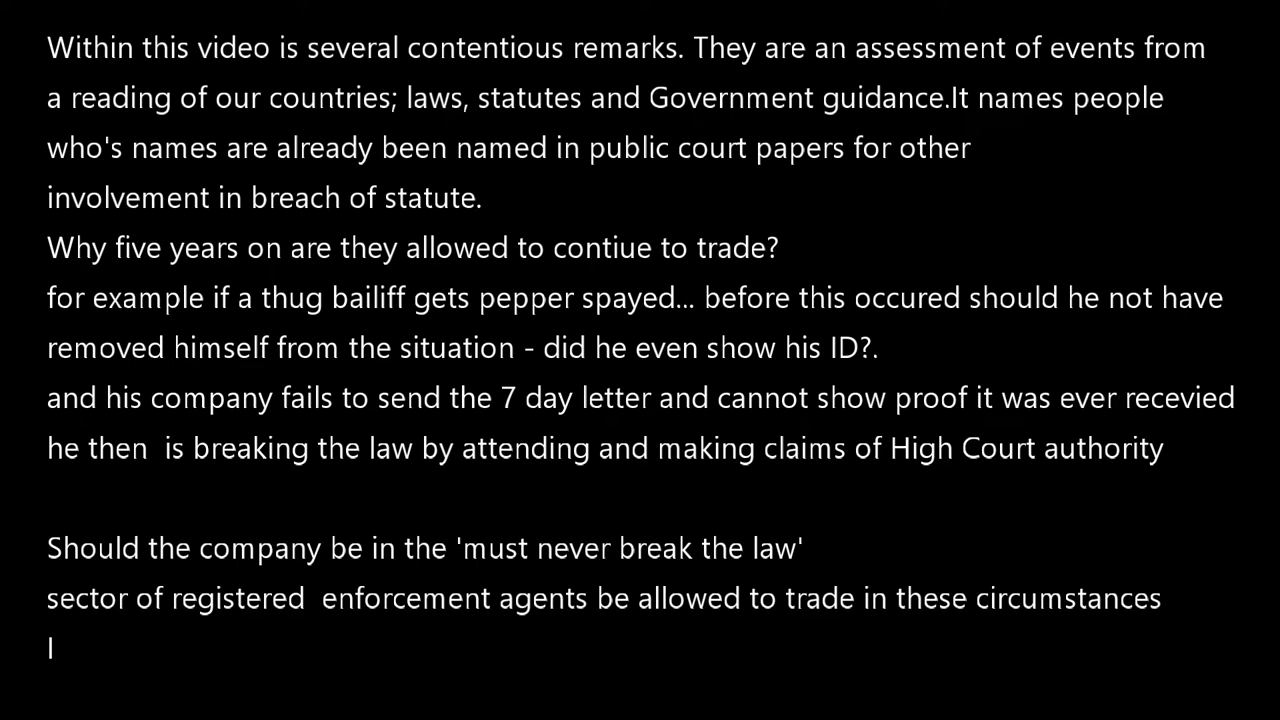 Within this video is several contentious remarks. They are an assessment of events from
a reading of our countries; laws, statutes and Government guidance.It names people
who's names are already been named in public court papers for other
involvement in breach of statute.
Why five years on are they allowed to contiue to trade?
for example if a thug bailiff gets pepper spayed... before this occured should he not have
removed himself from the situation - did he even show his ID?.
and his company fails to send the 7 day letter and cannot show proof it was ever recevied
he then  is breaking the law by attending and making claims of High Court authority
Should the company be in the 'must never break the law'
sector of registered  enforcement agents be allowed to trade in these circumstances
I